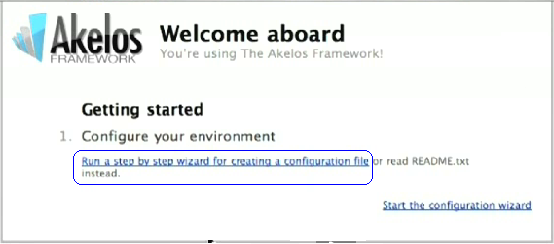 Akelos
FRAMEWORK
Welcome aboard
You're using The Akelos Framework!
Getting started
1. Configure your environment
Run a step by step wizard for creating a configuration file or read README.txt
instead.
Start the configuration wizard